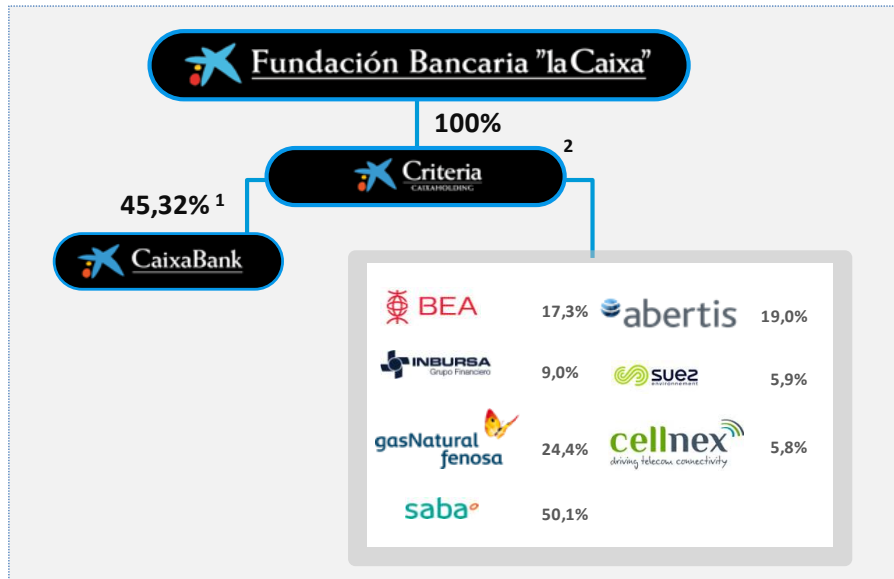 Fundación Bancaria "la Caixa"
100%
2
Criteria
CAIXAHOLDING
45,32% 1
CaixaBank
BEA 17,3% abertis 19,0%
INBURSA
Grupo Financiero
9,0%
suez
environnement
5,9%
gasNatural
fenosa
24,4%
cellnex
driving telecom connectivity
5,8%
saba 50,1%